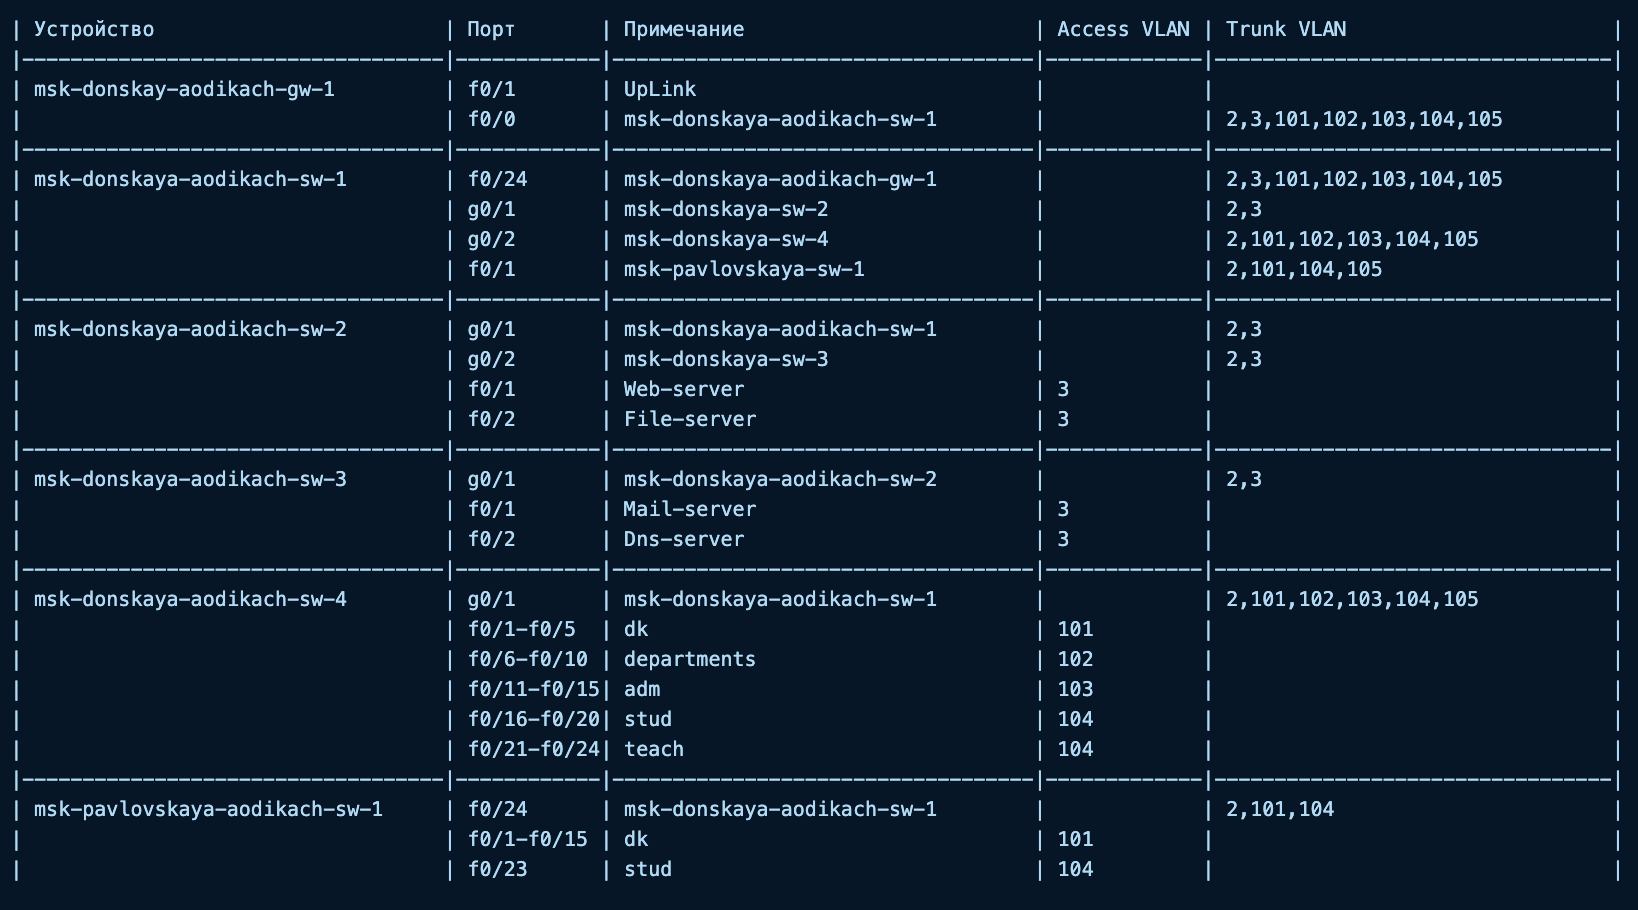 | Устройство | Порт | Примечание | Access VLAN | Trunk VLAN |
|-----------------------------------|------------|-----------------------------------|-------------|---------------------------------|
| msk-donskay-aodikach-gw-1 | f0/1 | UpLink | | |
| | f0/0 | msk-donskaya-aodikach-sw-1 | | 2,3,101,102,103,104,105 |
|-----------------------------------|------------|-----------------------------------|-------------|---------------------------------|
| msk-donskaya-aodikach-sw-1 | f0/24 | msk-donskaya-aodikach-gw-1 | | 2,3,101,102,103,104,105 |
| | g0/1 | msk-donskaya-sw-2 | | 2,3 |
| | g0/2 | msk-donskaya-sw-4 | | 2,101,102,103,104,105 |
| | f0/1 | msk-pavlovskaya-sw-1 | | 2,101,104,105 |
|-----------------------------------|------------|-----------------------------------|-------------|---------------------------------|
| msk-donskaya-aodikach-sw-2 | g0/1 | msk-donskaya-aodikach-sw-1 | | 2,3 |
| | g0/2 | msk-donskaya-sw-3 | | 2,3 |
| | f0/1 | Web-server | 3 | |
| | f0/2 | File-server | 3 | |
|-----------------------------------|------------|-----------------------------------|-------------|---------------------------------|
| msk-donskaya-aodikach-sw-3 | g0/1 | msk-donskaya-aodikach-sw-2 | | 2,3 |
| | f0/1 | Mail-server | 3 | |
| | f0/2 | Dns-server | 3 | |
|-----------------------------------|------------|-----------------------------------|-------------|---------------------------------|
| msk-donskaya-aodikach-sw-4 | g0/1 | msk-donskaya-aodikach-sw-1 | | 2,101,102,103,104,105 |
| | f0/1-f0/5 | dk | 101 | |
| | f0/6-f0/10 | departments | 102 | |
| | f0/11-f0/15| adm | 103 | |
| | f0/16-f0/20| stud | 104 | |
| | f0/21-f0/24| teach | 104 | |
|-----------------------------------|------------|-----------------------------------|-------------|---------------------------------|
| msk-pavlovskaya-aodikach-sw-1 | f0/24 | msk-donskaya-aodikach-sw-1 | | 2,101,104 |
| | f0/1-f0/15 | dk | 101 | |
| | f0/23 | stud | 104 | |